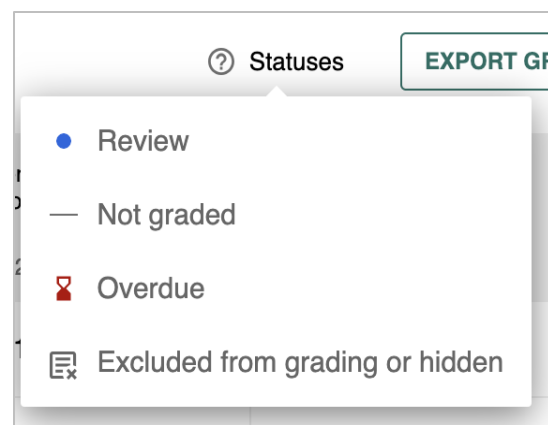 Statuses
EXPORT GR
Review
Not graded
Overdue
Excluded from grading or hidden